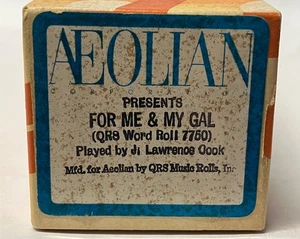 AEOLIAN
CORPORATION
PRESENTS
FOR ME & MY GAL
(QRS Word Roll 7750)
Played by J. Lawrence Cook
Mfd. for Aeolian by QRS Music Rolls, Inc